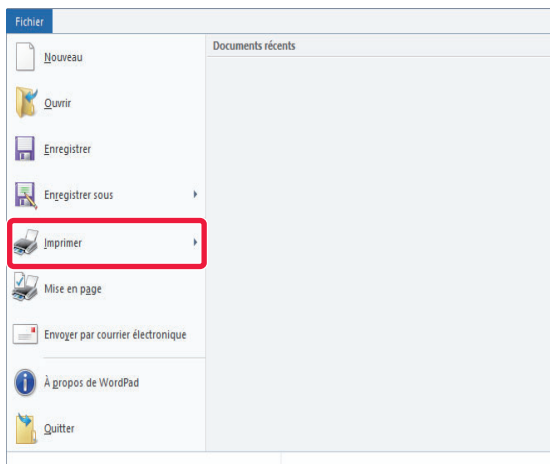 Fichier
Documents récents
Nouveau
Ouvrir
Enregistrer
Enregistrer sous
Imprimer
Mise en page
Envoyer par courrier électronique
À propos de WordPad
Quitter